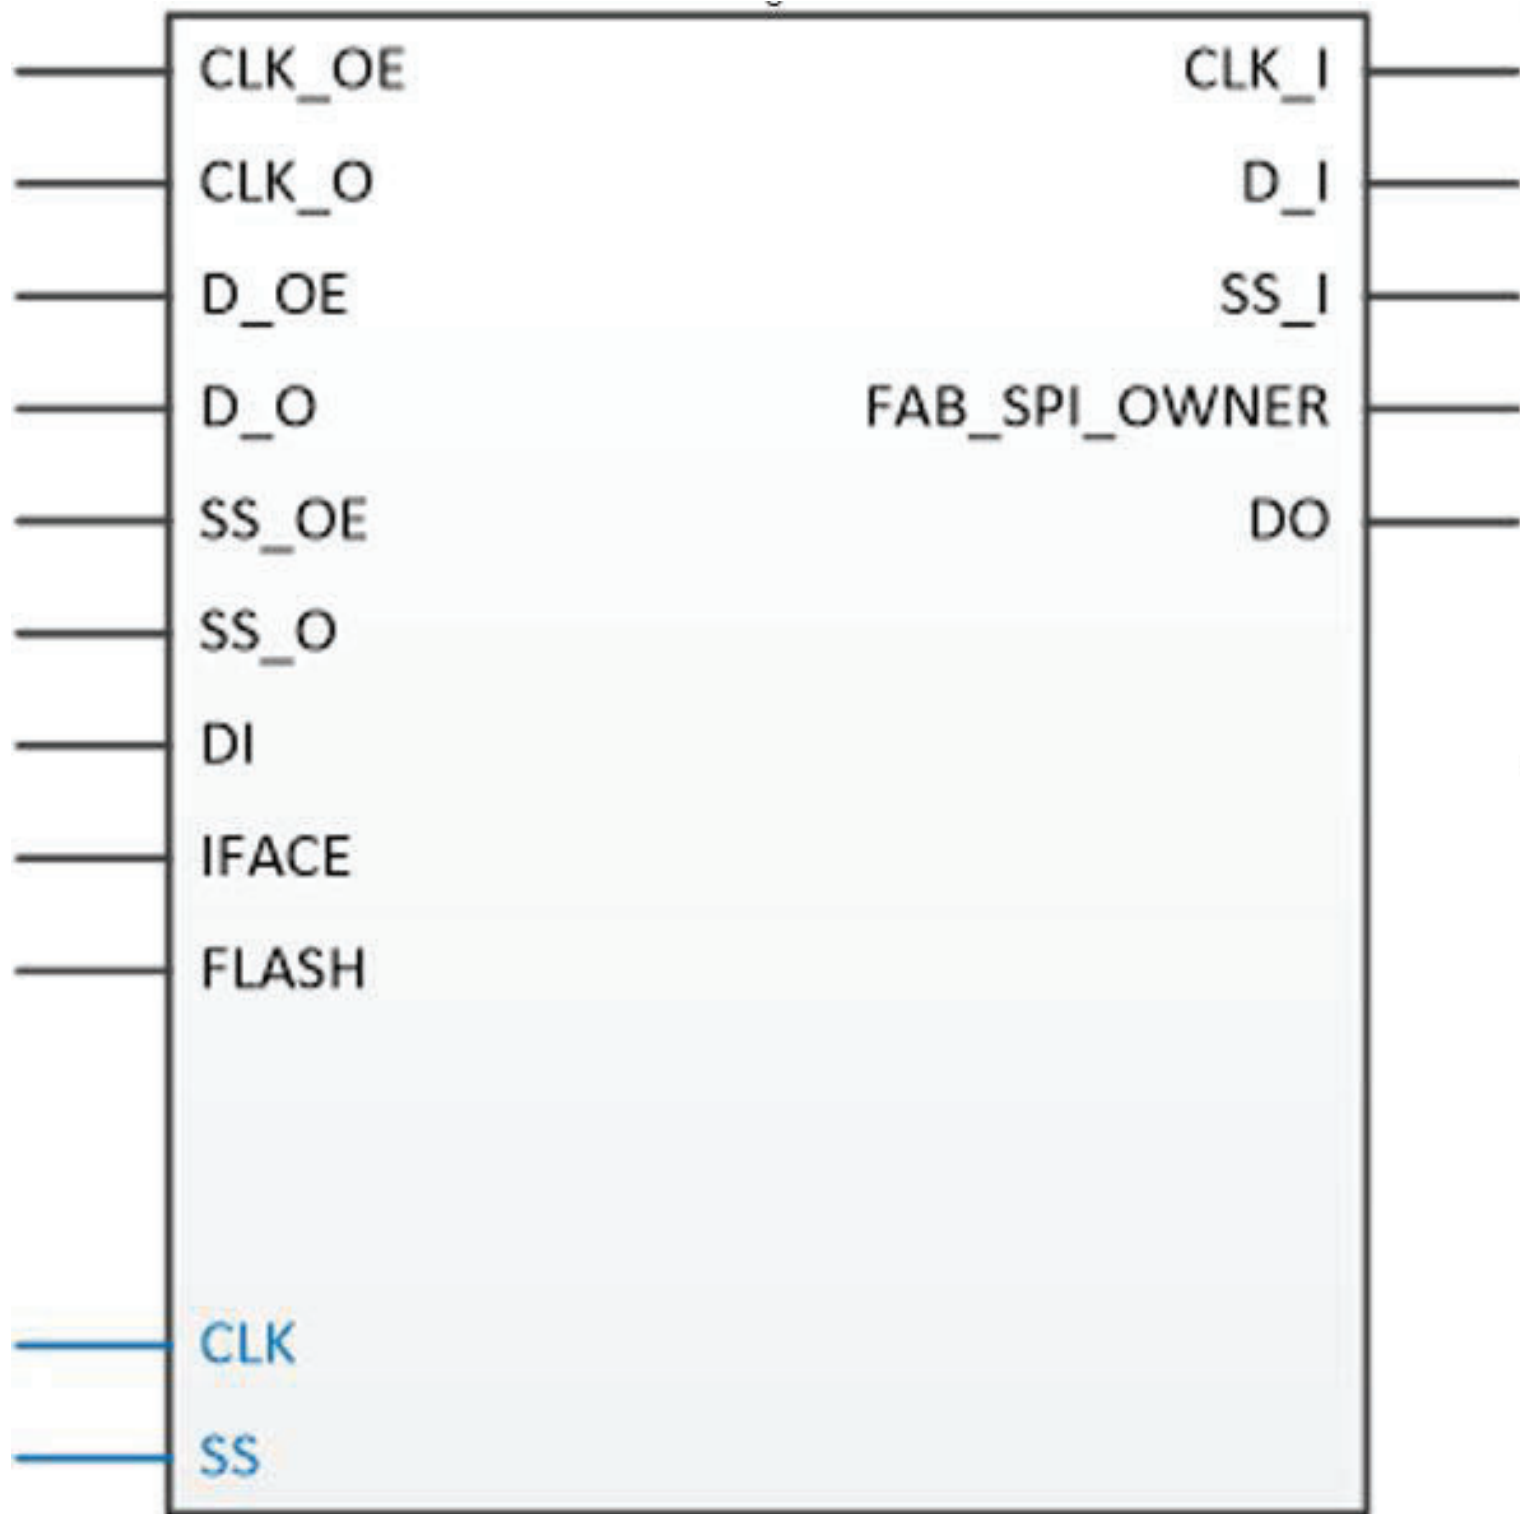 CLK_OE CLK_I
CLK_O D_I
D_OE SS_I
D_O FAB_SPI_OWNER
SS_OE DO
SS_O
DI
IFACE
FLASH
CLK
SS